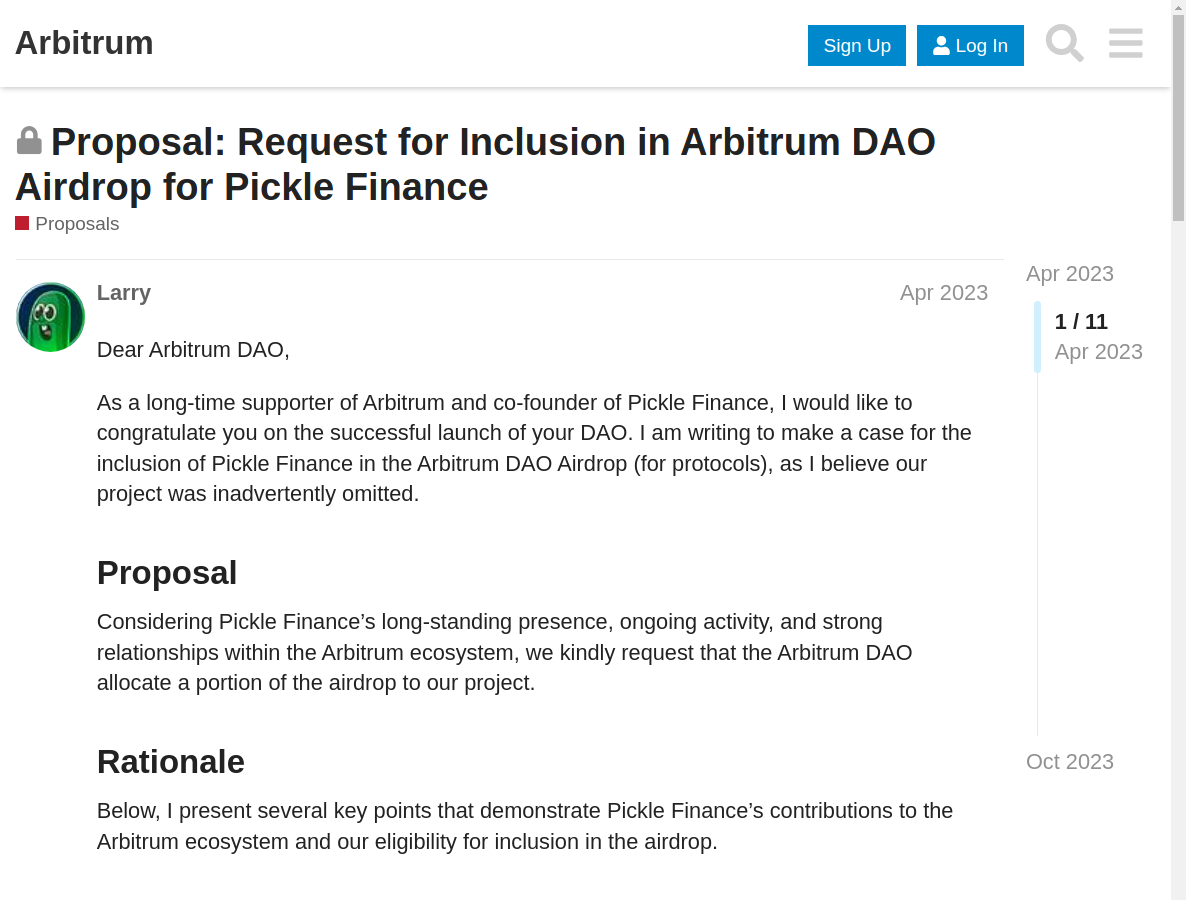 Arbitrum
Sign Up
Log In
Proposal: Request for Inclusion in Arbitrum DAO
Airdrop for Pickle Finance
Proposals
Larry
Apr 2023
Dear Arbitrum DAO,
As a long-time supporter of Arbitrum and co-founder of Pickle Finance, I would like to
congratulate you on the successful launch of your DAO. I am writing to make a case for the
inclusion of Pickle Finance in the Arbitrum DAO Airdrop (for protocols), as I believe our
project was inadvertently omitted.
Proposal
Considering Pickle Finance’s long-standing presence, ongoing activity, and strong
relationships within the Arbitrum ecosystem, we kindly request that the Arbitrum DAO
allocate a portion of the airdrop to our project.
Rationale
Below, I present several key points that demonstrate Pickle Finance’s contributions to the
Arbitrum ecosystem and our eligibility for inclusion in the airdrop.
Apr 2023
1 / 11
Apr 2023
Oct 2023